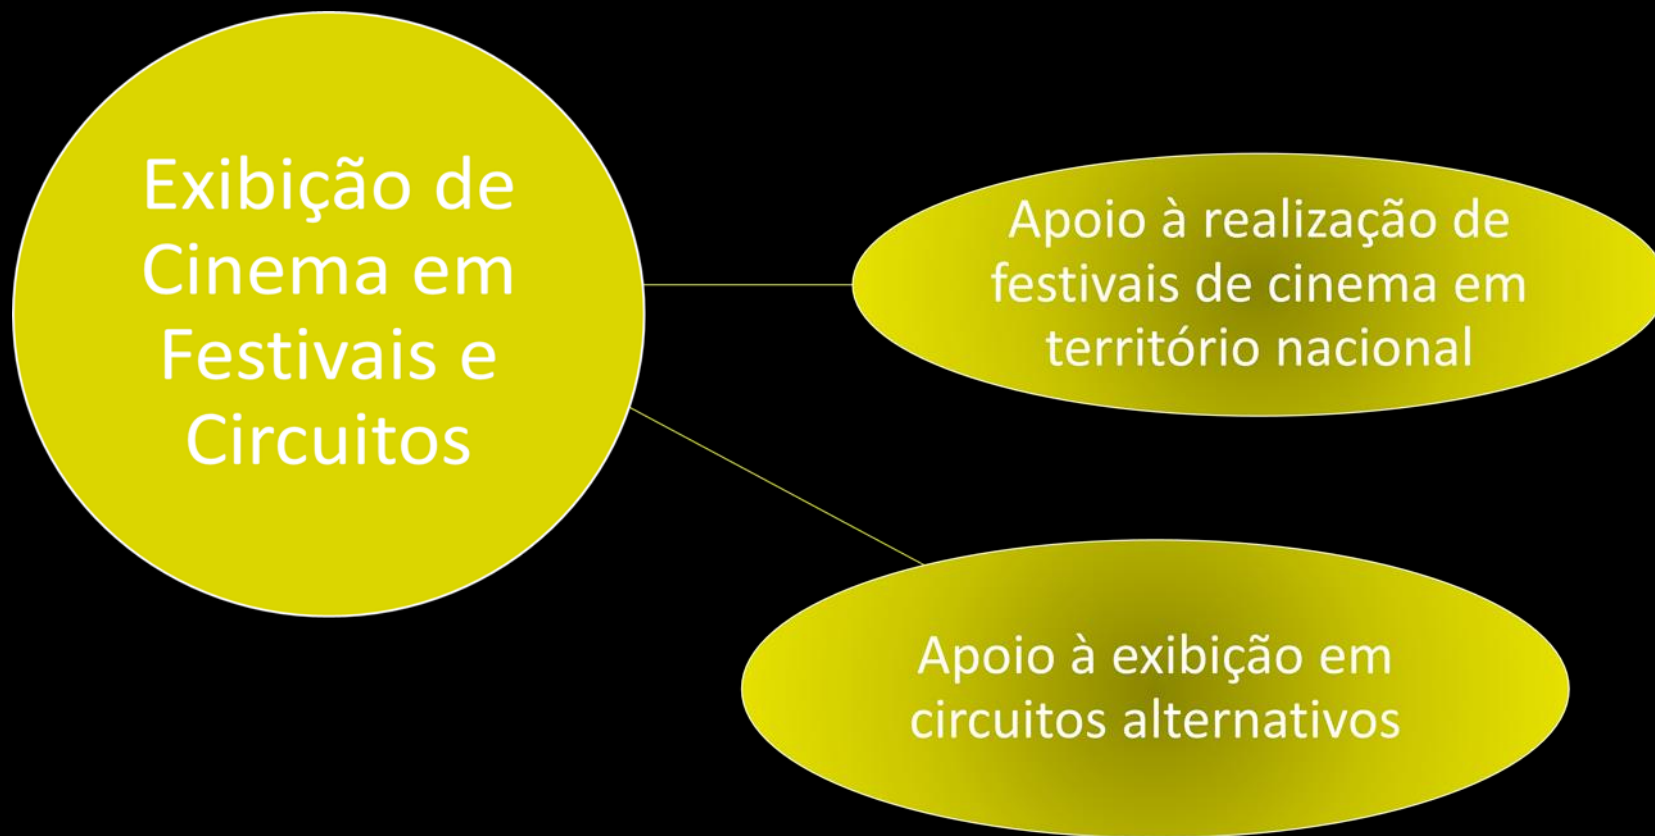 Exibição de
Cinema em
Festivais e
Circuitos
Apoio à realização de
festivais de cinema em
território nacional
Apoio à exibição em
circuitos alternativos